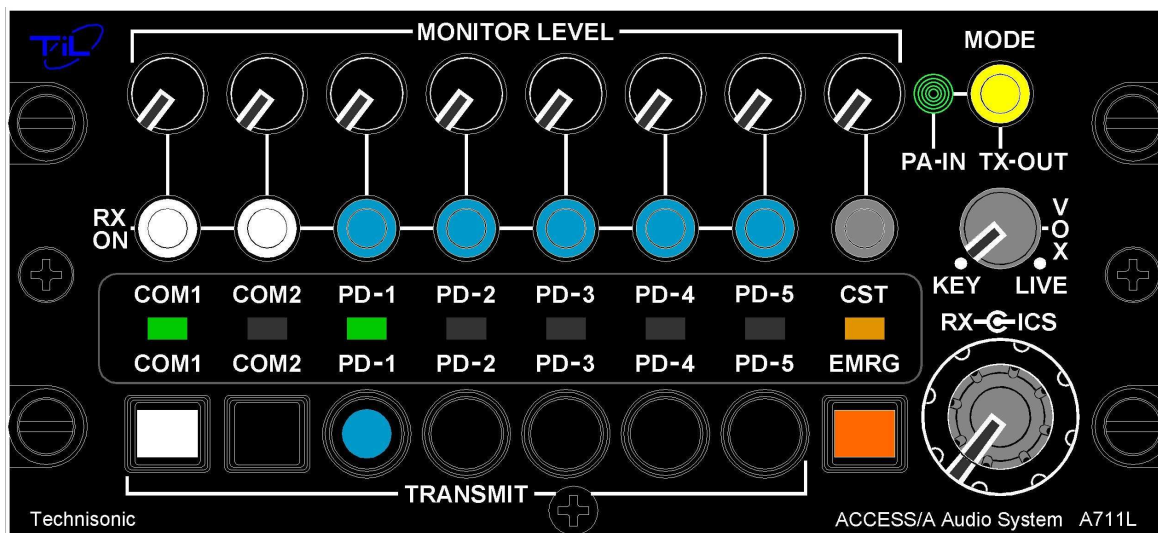 TiL
MONITOR LEVEL
MODE
PA-IN TX-OUT
RX ON
VOX
KEY LIVE
COM1 COM2 PD-1 PD-2 PD-3 PD-4 PD-5 CST
RX ICS
COM1 COM2 PD-1 PD-2 PD-3 PD-4 PD-5 EMRG
TRANSMIT
Technisonic
ACCESS/A Audio System A711L